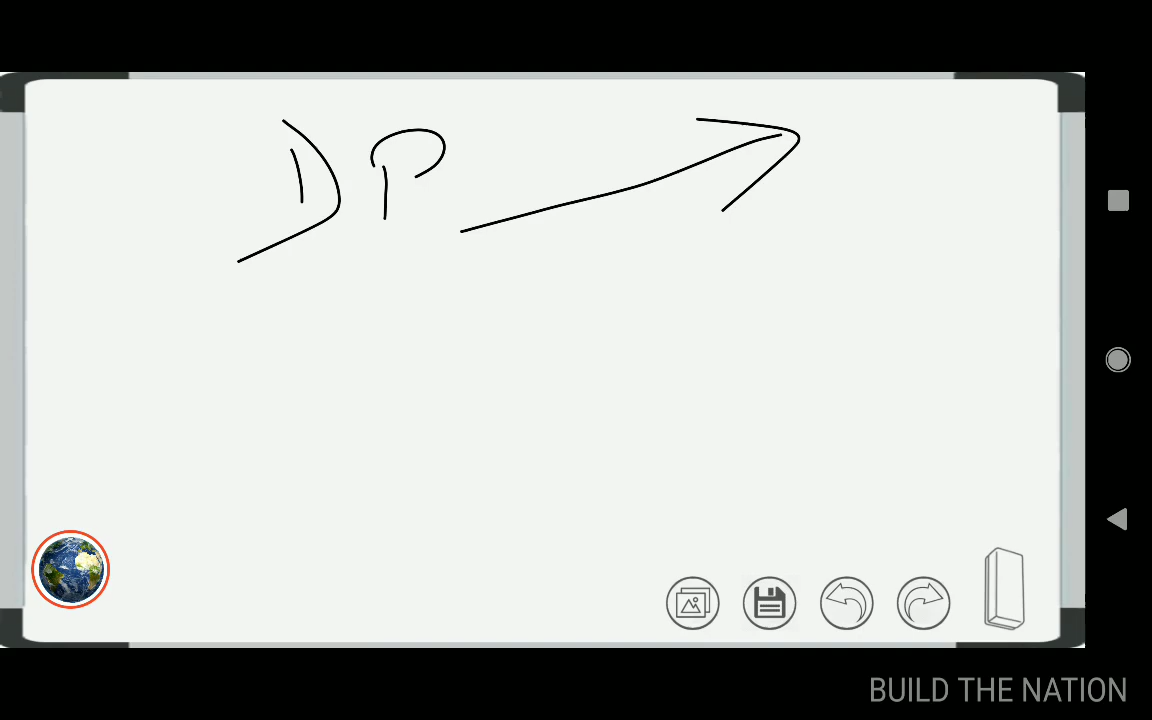 DP →
BUILD THE NATION